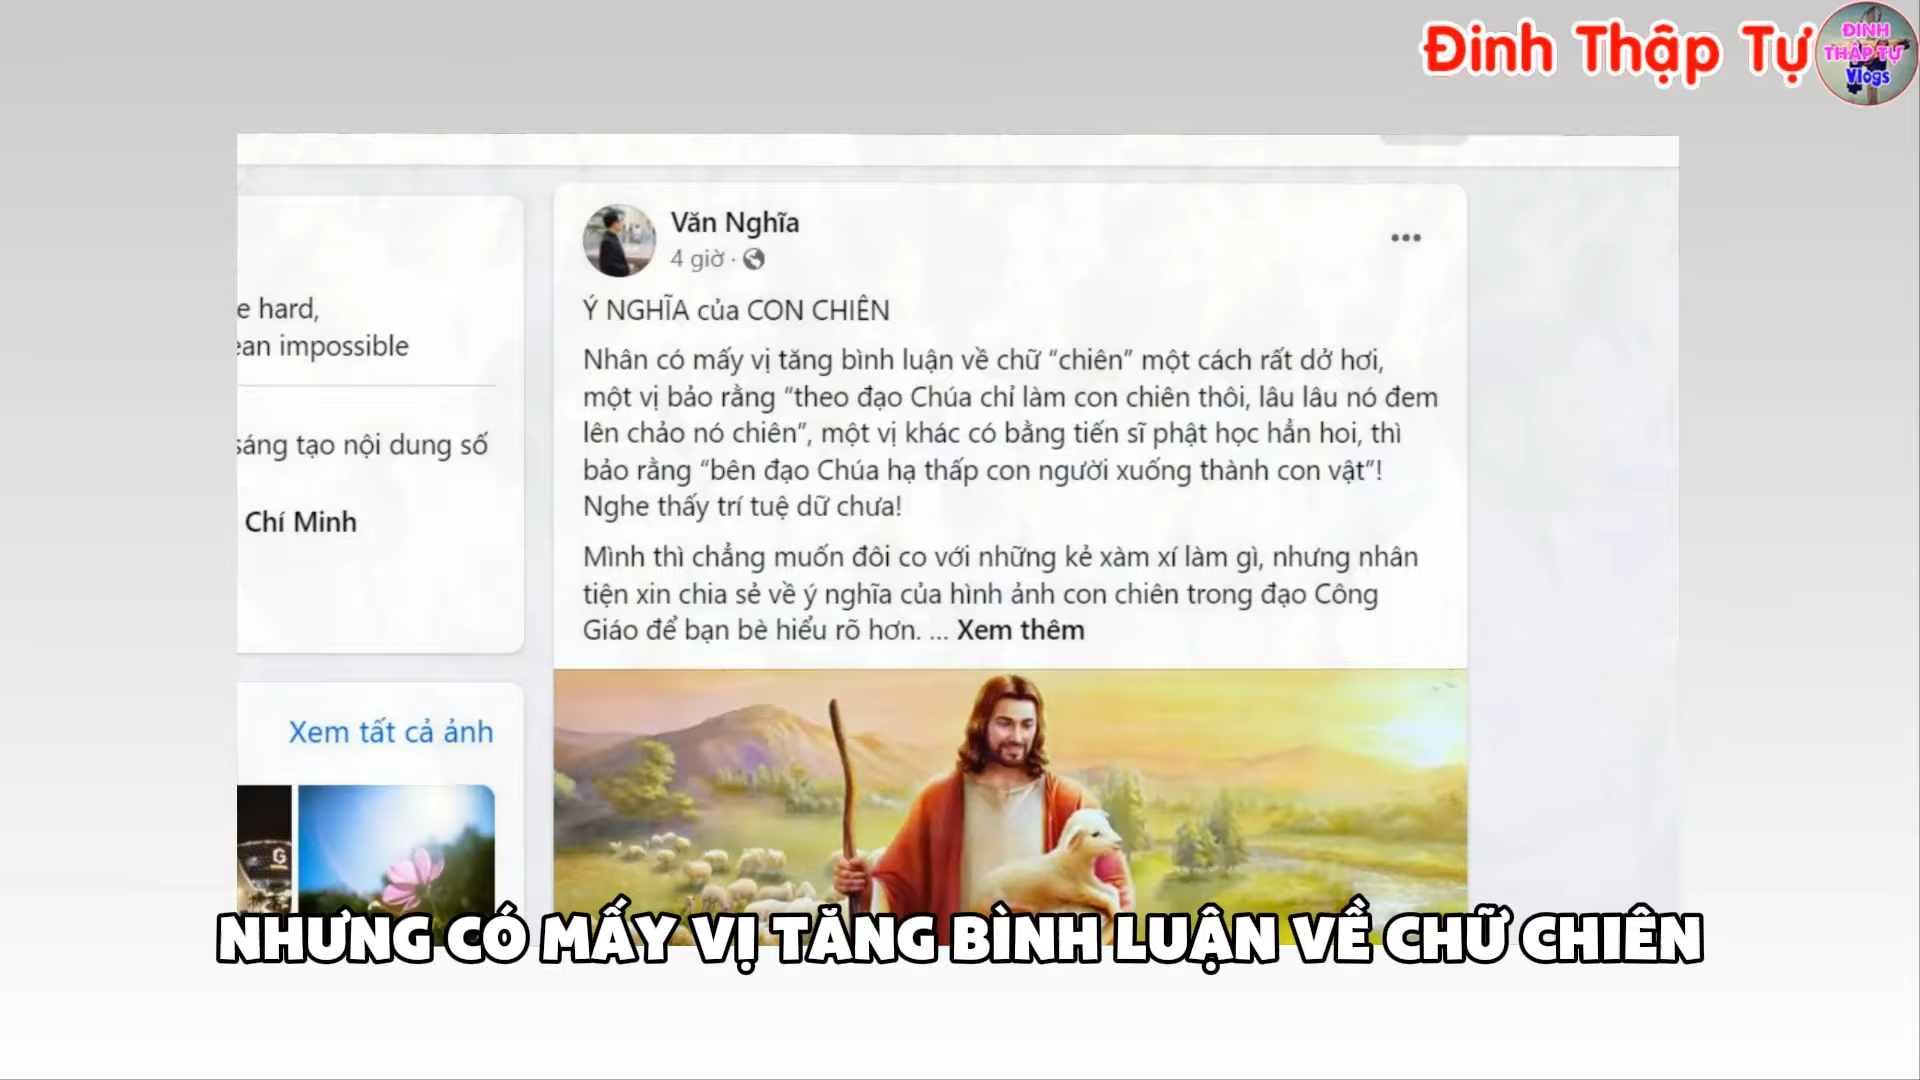 Đinh Thập Tự
ĐINH
THẬP TỰ
Vlogs
e hard,
ean impossible
sáng tạo nội dung số
Chí Minh
Xem tất cả ảnh
G
Văn Nghĩa
4 giờ ·
Ý NGHĨA của CON CHIÊN
Nhân có mấy vị tăng bình luận về chữ “chiên” một cách rất dở hơi,
một vị bảo rằng “theo đạo Chúa chỉ làm con chiên thôi, lâu lâu nó đem
lên chảo nó chiên”, một vị khác có bằng tiến sĩ phật học hẳn hoi, thì
bảo rằng “bên đạo Chúa hạ thấp con người xuống thành con vật”!
Nghe thấy trí tuệ dữ chưa!
Mình thì chẳng muốn đôi co với những kẻ xàm xí làm gì, nhưng nhân
tiện xin chia sẻ về ý nghĩa của hình ảnh con chiên trong đạo Công
Giáo để bạn bè hiểu rõ hơn. ... Xem thêm
NHƯNG CÓ MẤY VỊ TĂNG BÌNH LUẬN VỀ CHỮ CHIÊN